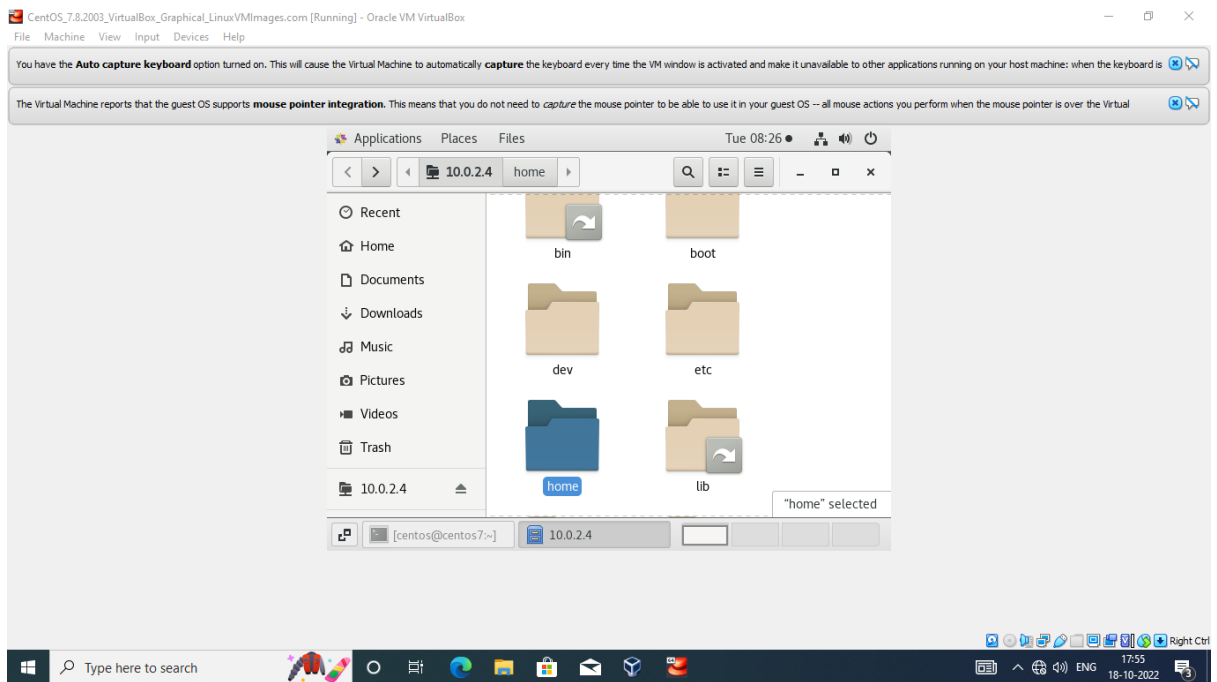 CentOS_7.8.2003_VirtualBox_Graphical_LinuxVMImages.com [Running] - Oracle VM VirtualBox
File Machine View Input Devices Help
You have the Auto capture keyboard option turned on. This will cause the Virtual Machine to automatically capture the keyboard every time the VM window is activated and make it unavailable to other applications running on your host machine: when the keyboard is
The Virtual Machine reports that the guest OS supports mouse pointer integration. This means that you do not need to capture the mouse pointer to be able to use it in your guest OS -- all mouse actions you perform when the mouse pointer is over the Virtual
Applications Places Files Tue 08:26
10.0.2.4 home
Recent
Home
Documents
Downloads
Music
Pictures
Videos
Trash
10.0.2.4
bin boot
dev etc
home lib
"home" selected
[centos@centos7:~] 10.0.2.4
Right Ctrl
Type here to search
ENG
17:55
18-10-2022
3